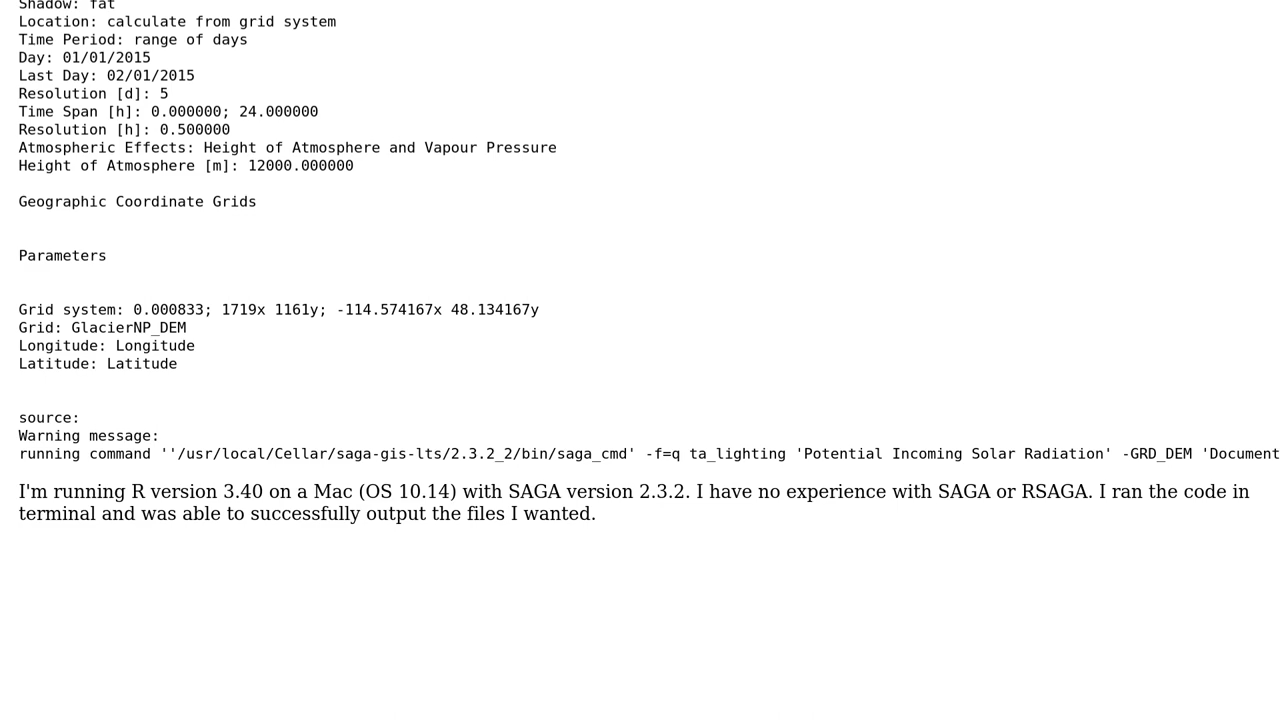 Shadow: fat
Location: calculate from grid system
Time Period: range of days
Day: 01/01/2015
Last Day: 02/01/2015
Resolution [d]: 5
Time Span [h]: 0.000000; 24.000000
Resolution [h]: 0.500000
Atmospheric Effects: Height of Atmosphere and Vapour Pressure
Height of Atmosphere [m]: 12000.000000
Geographic Coordinate Grids
Parameters
Grid system: 0.000833; 1719x 1161y; -114.574167x 48.134167y
Grid: GlacierNP_DEM
Longitude: Longitude
Latitude: Latitude
source:
Warning message:
running command ''/usr/local/Cellar/saga-gis-lts/2.3.2_2/bin/saga_cmd' -f=q ta_lighting 'Potential Incoming Solar Radiation' -GRD_DEM 'Document
I'm running R version 3.40 on a Mac (OS 10.14) with SAGA version 2.3.2. I have no experience with SAGA or RSAGA. I ran the code in
terminal and was able to successfully output the files I wanted.